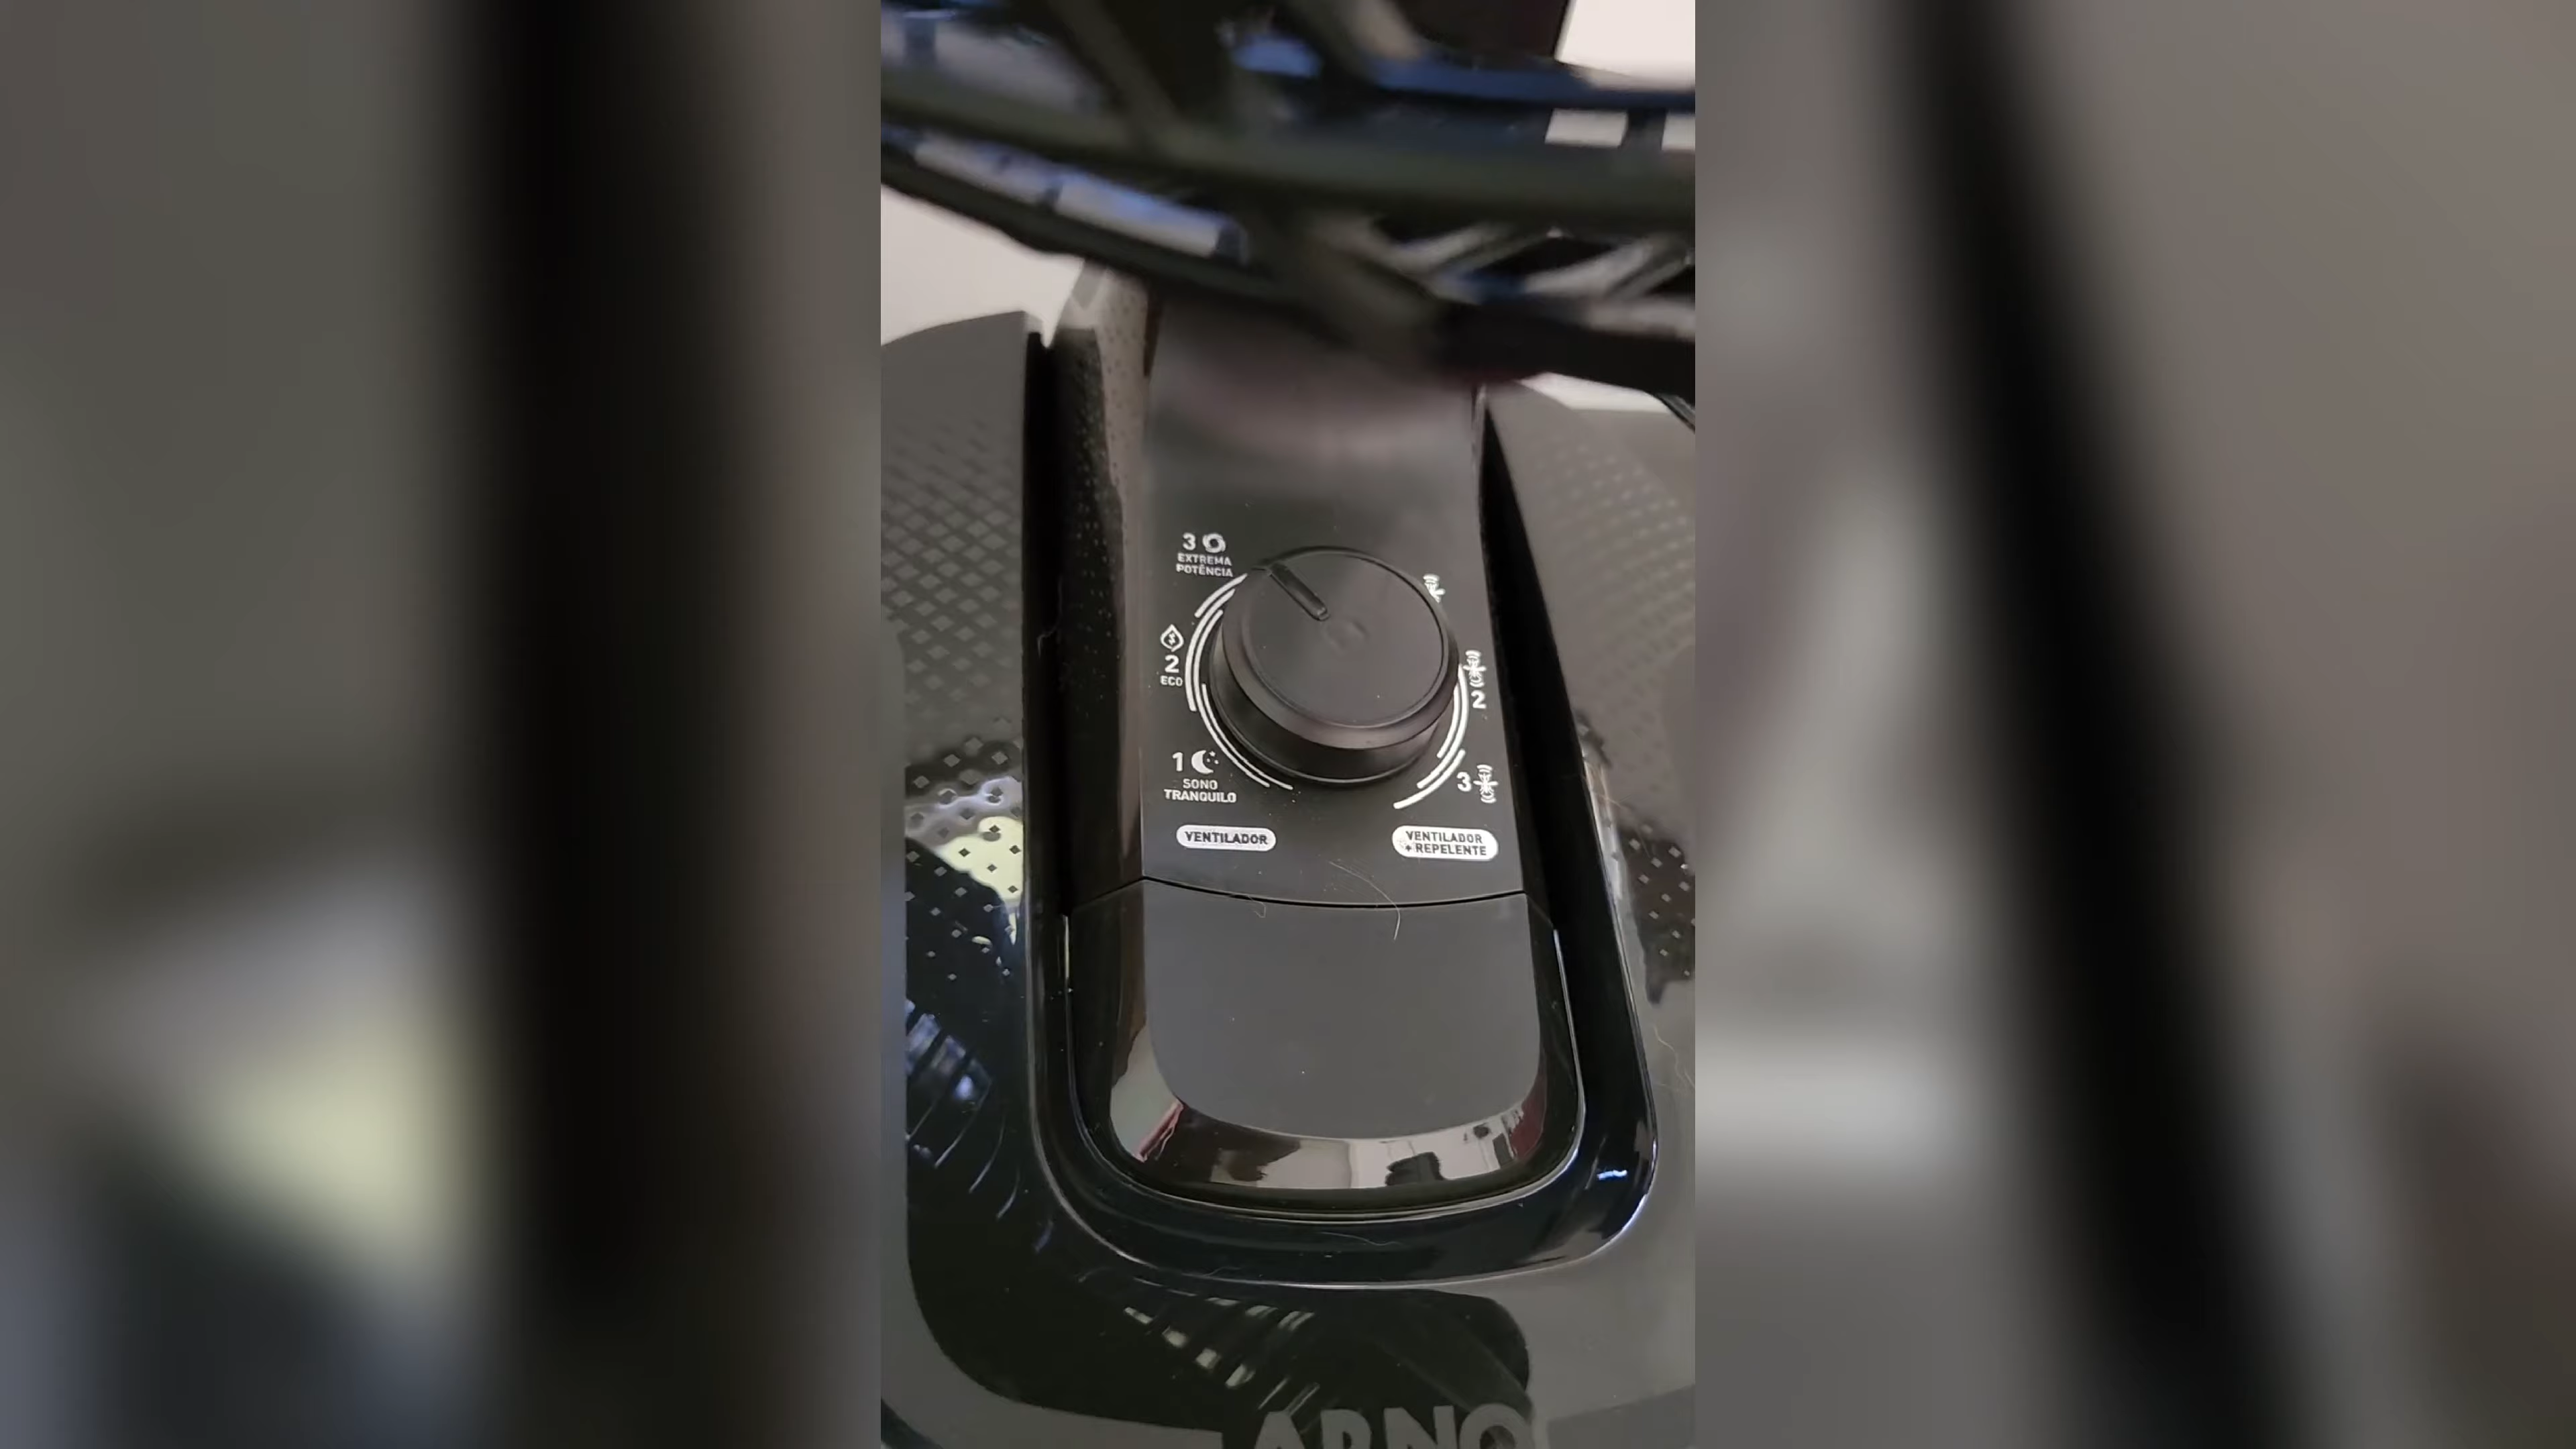 3
EXTREMA
POTÊNCIA
2
ECO
1
SONO
TRANQUILO
VENTILADOR
2
3
VENTILADOR
+ REPELENTE
ARNO